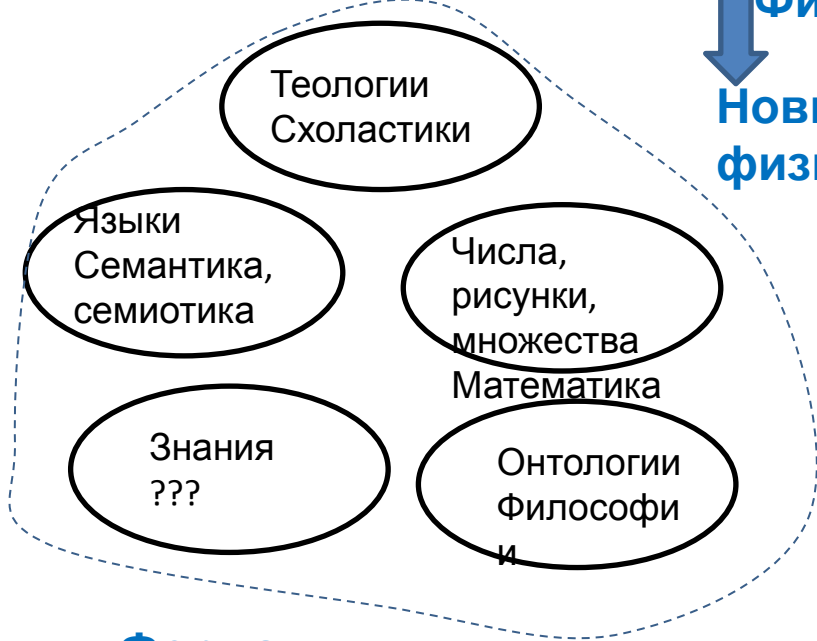 Теологии
Схоластики
Языки
Семантика,
семиотика
Числа,
рисунки,
множества
Математика
Знания
???
Онтологии
Философи
и